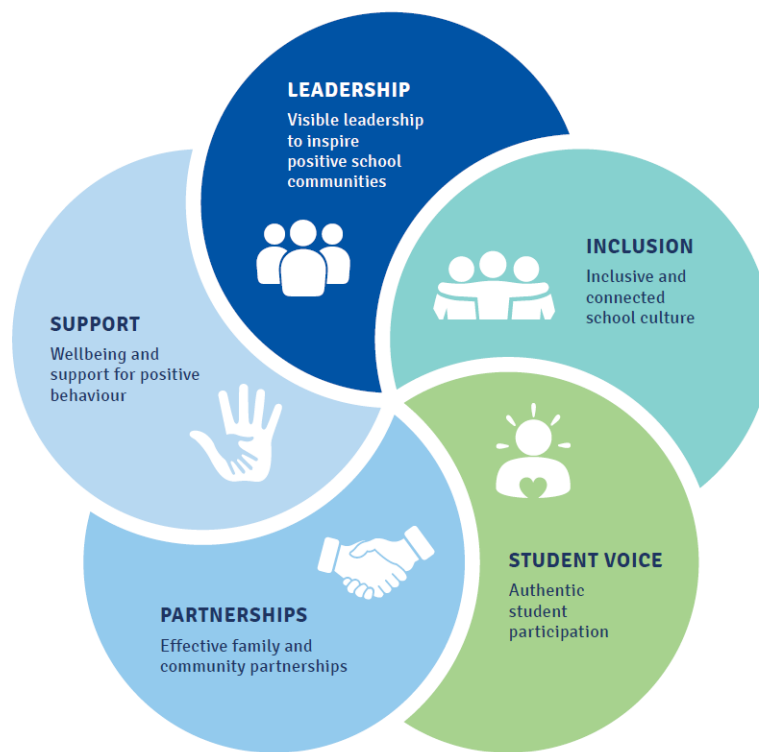 LEADERSHIP
Visible leadership
to inspire
positive school
communities
INCLUSION
Inclusive and
connected
school culture
STUDENT VOICE
Authentic
student
participation
PARTNERSHIPS
Effective family and
community partnerships
SUPPORT
Wellbeing and
support for positive
behaviour